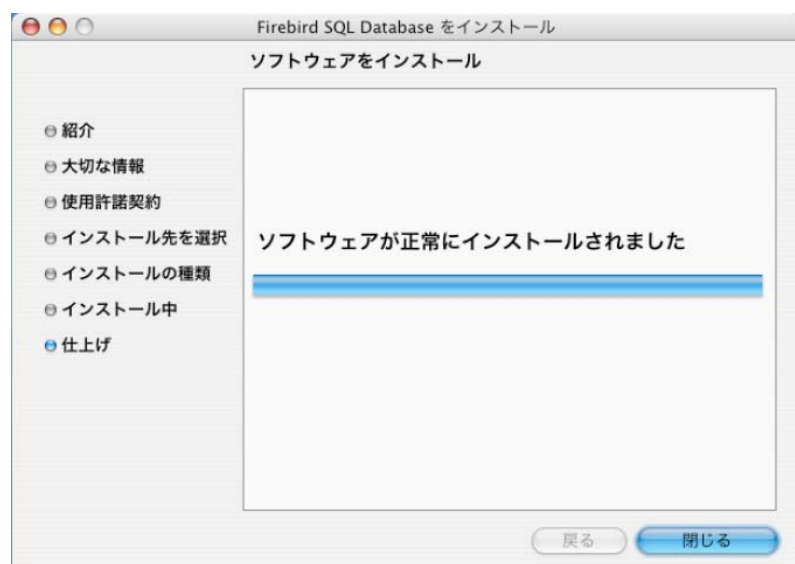 Firebird SQL Database をインストール
ソフトウェアをインストール
紹介
大切な情報
使用許諾契約
インストール先を選択
インストールの種類
インストール中
仕上げ
ソフトウェアが正常にインストールされました
戻る
閉じる